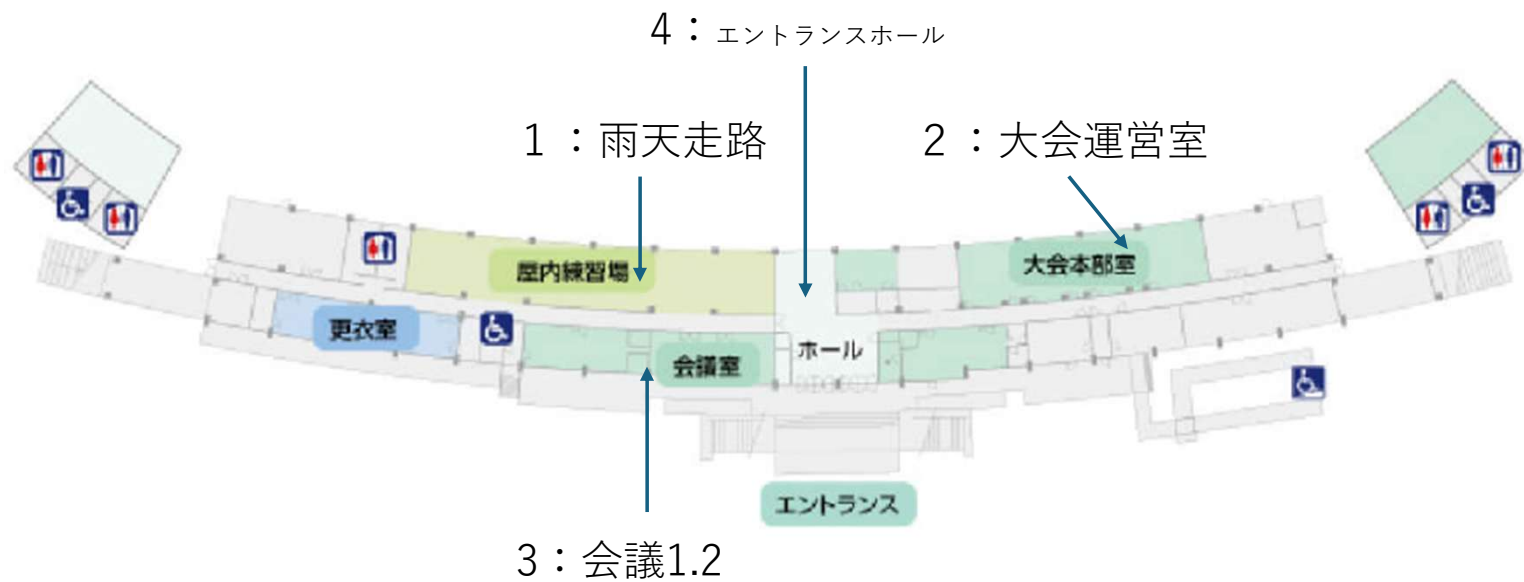 4：エントランスホール
1：雨天走路
2：大会運営室
屋内練習場
大会本部室
更衣室
会議室
ホール
エントランス
3：会議1.2